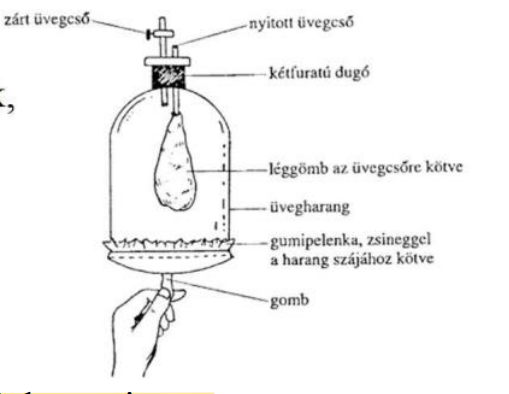 zárt üvegcső
nyitott üvegcső
kétfuratú dugó
k,
léggömb az üvegcsőre kötve
üvegharang
gumipelenka, zsineggel
a harang szájához kötve
gomb